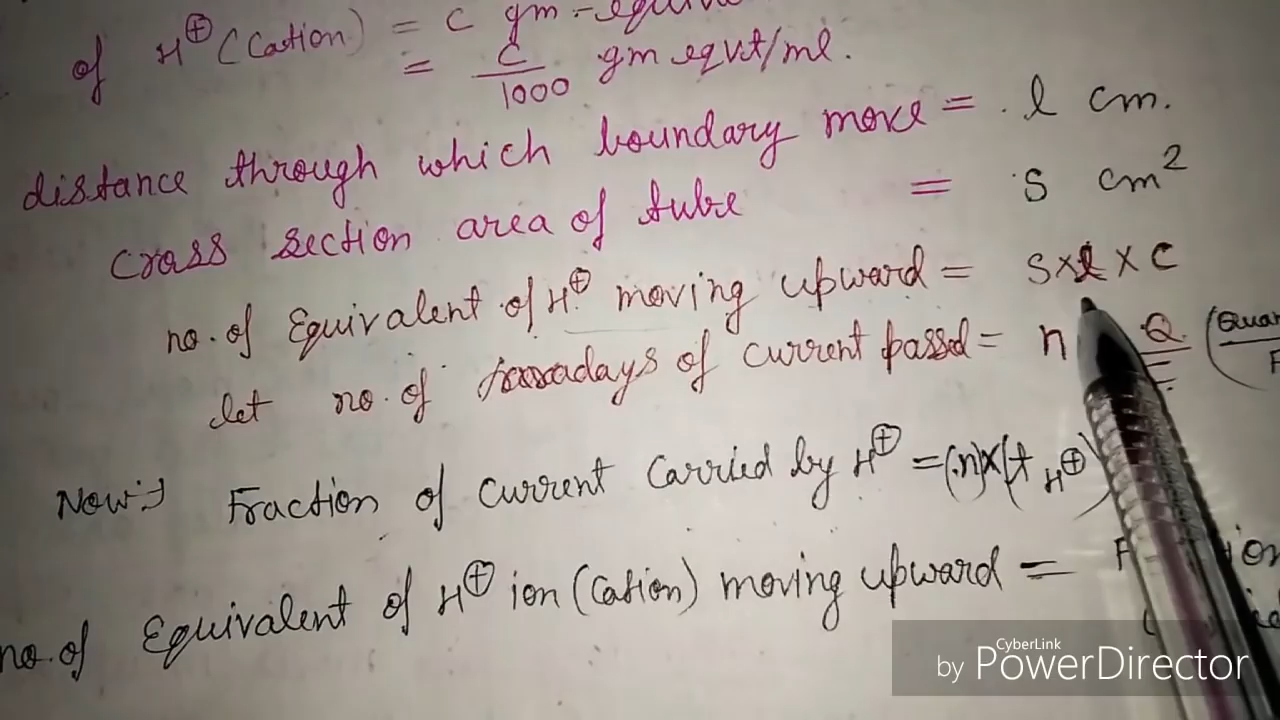 of H⊕ (Cation) = C gm-
= C/1000 gm eqvt/ml.
distance through which boundary move = l cm.
Cross section area of tube = S cm²
no. of Equivalent of H⊕ moving upward = S×l×C
Let no. of faradays of current passed = n Q
Now:⇒ Fraction of current Carried by H⊕ = (n)×(t H⊕)
no. of Equivalent of H⊕ ion (Cation) moving upward =
CyberLink
by PowerDirector